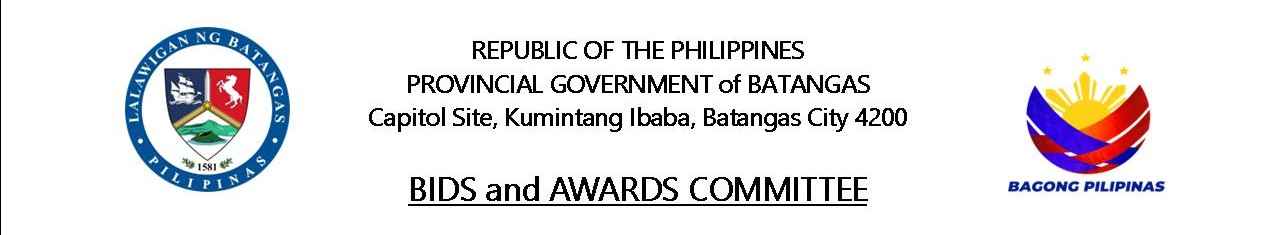 LALAWIGAN NG BATANGAS
1581
PILIPINAS
REPUBLIC OF THE PHILIPPINES
PROVINCIAL GOVERNMENT of BATANGAS
Capitol Site, Kumintang Ibaba, Batangas City 4200
BIDS and AWARDS COMMITTEE
BAGONG PILIPINAS